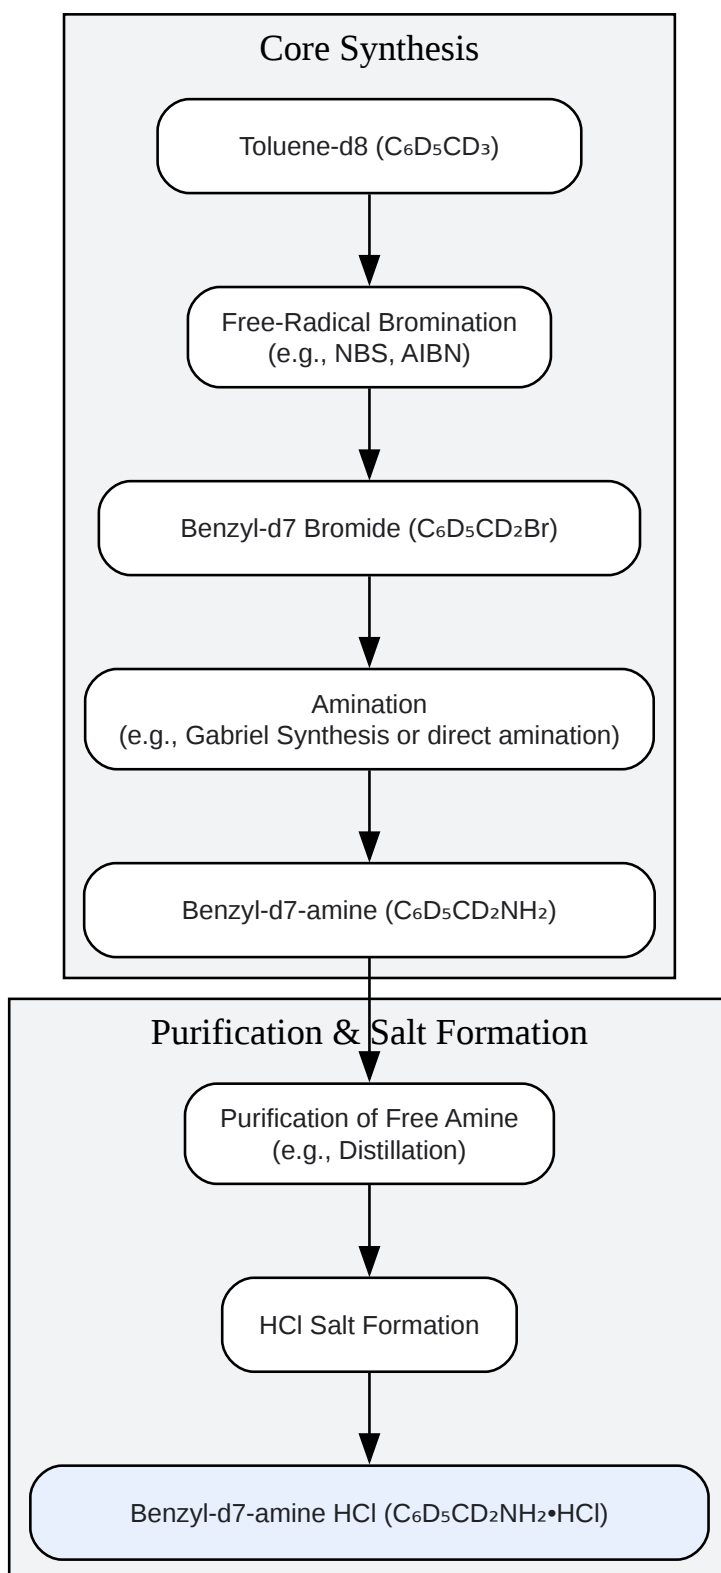 Core Synthesis
Toluene-d8 (C₆D₅CD₃)
Free-Radical Bromination
(e.g., NBS, AIBN)
Benzyl-d7 Bromide (C₆D₅CD₂Br)
Amination
(e.g., Gabriel Synthesis or direct amination)
Benzyl-d7-amine (C₆D₅CD₂NH₂)
Purification & Salt Formation
Purification of Free Amine
(e.g., Distillation)
HCl Salt Formation
Benzyl-d7-amine HCl (C₆D₅CD₂NH₂•HCl)